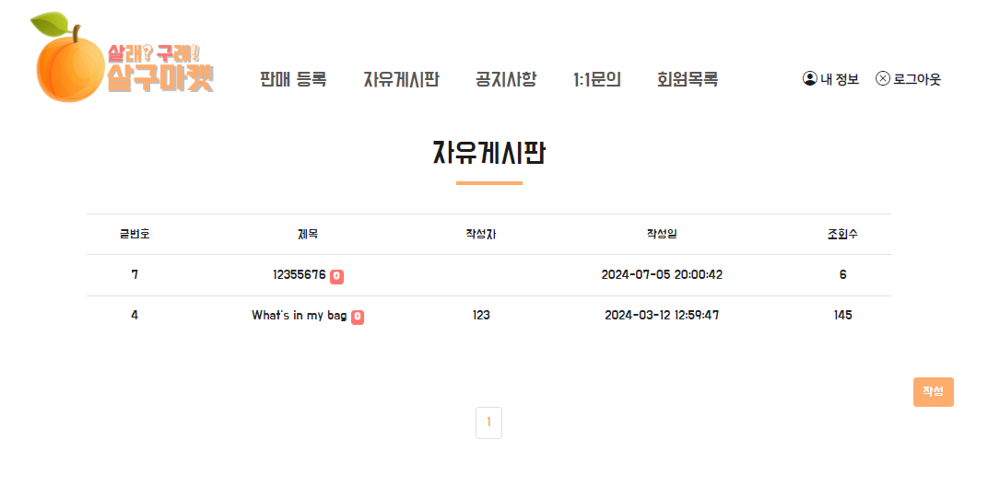 살래? 구래!
살구마켓
판매 등록 자유게시판 공지사항 1:1문의 회원목록 내 정보 로그아웃
자유게시판
글번호 제목 작성자 작성일 조회수
7 12355676 0 2024-07-05 20:00:42 6
4 What's in my bag 0 123 2024-03-12 12:59:47 145
작성
1